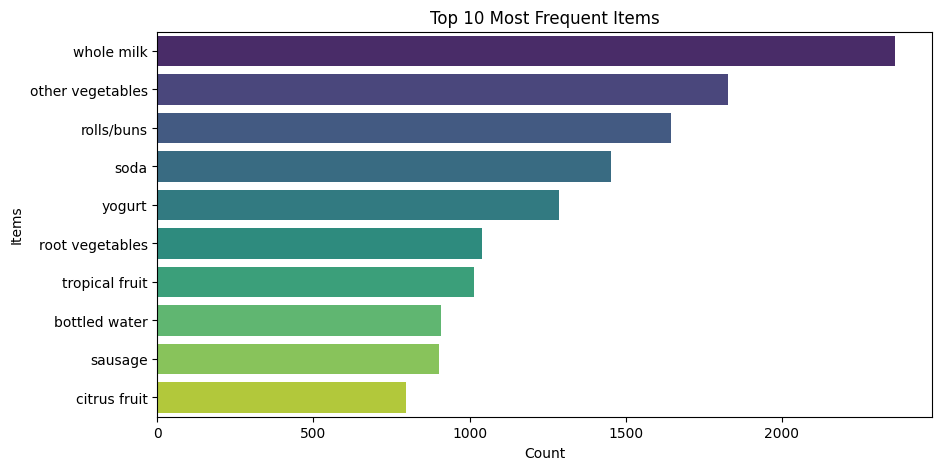 Top 10 Most Frequent Items
Items
whole milk
other vegetables
rolls/buns
soda
yogurt
root vegetables
tropical fruit
bottled water
sausage
citrus fruit
0 500 1000 1500 2000
Count